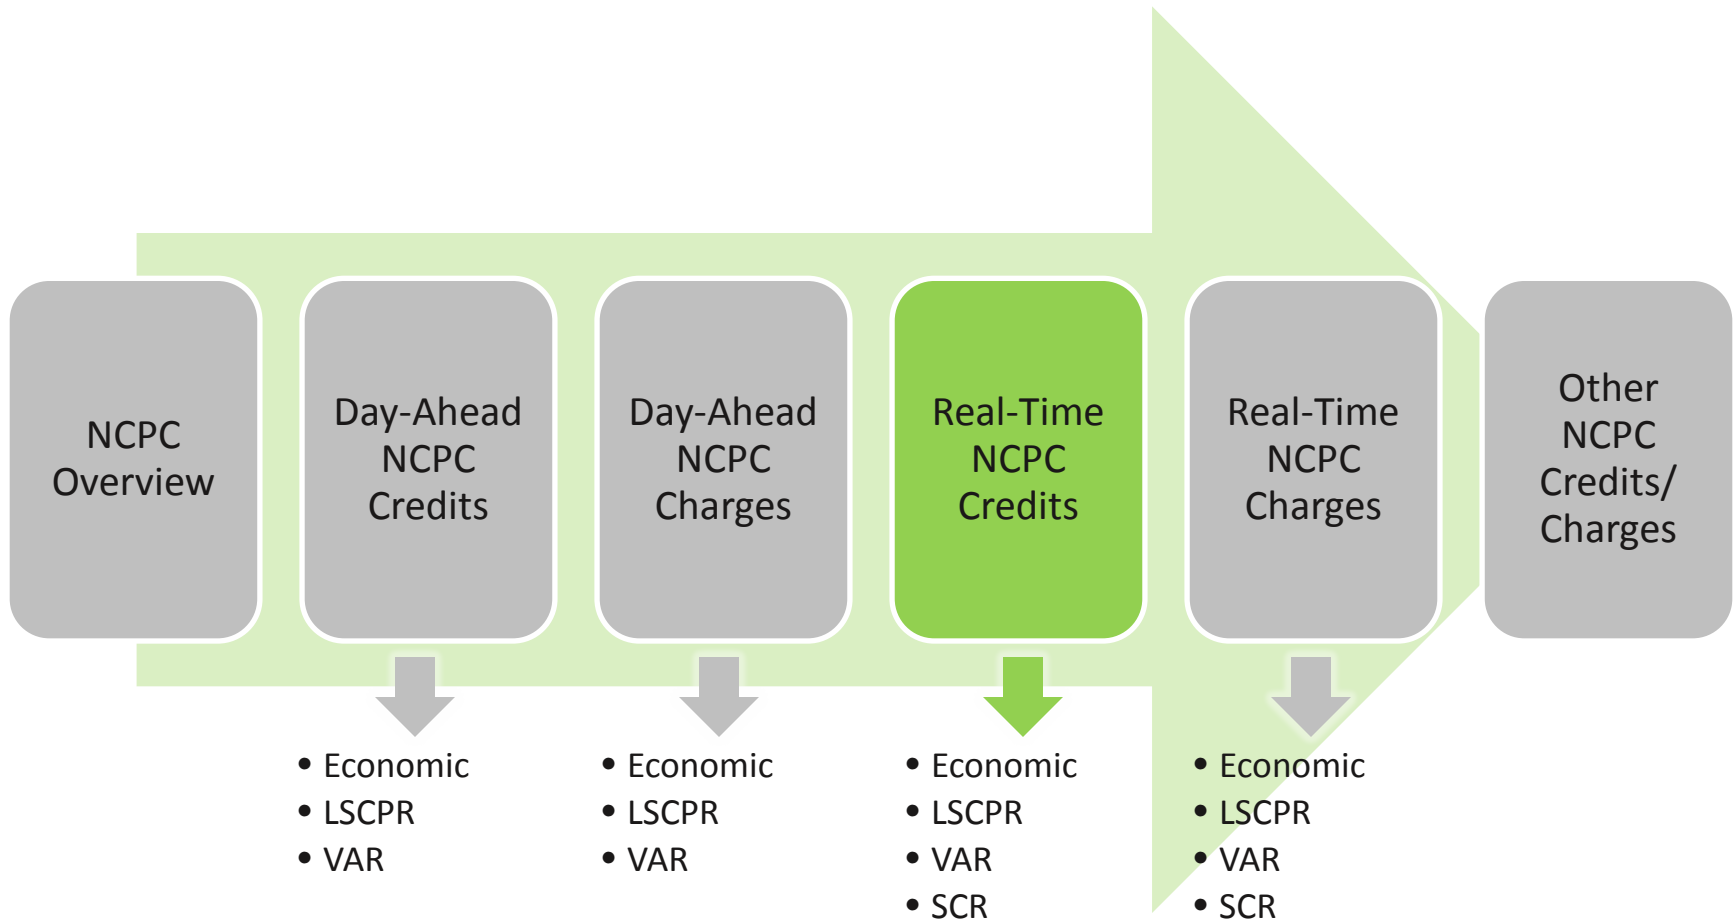 NCPC
Overview
Day-Ahead
NCPC
Credits
Day-Ahead
NCPC
Charges
Real-Time
NCPC
Credits
Real-Time
NCPC
Charges
Other
NCPC
Credits/
Charges
• Economic
• LSCPR
• VAR
• Economic
• LSCPR
• VAR
• Economic
• LSCPR
• VAR
• SCR
• Economic
• LSCPR
• VAR
• SCR